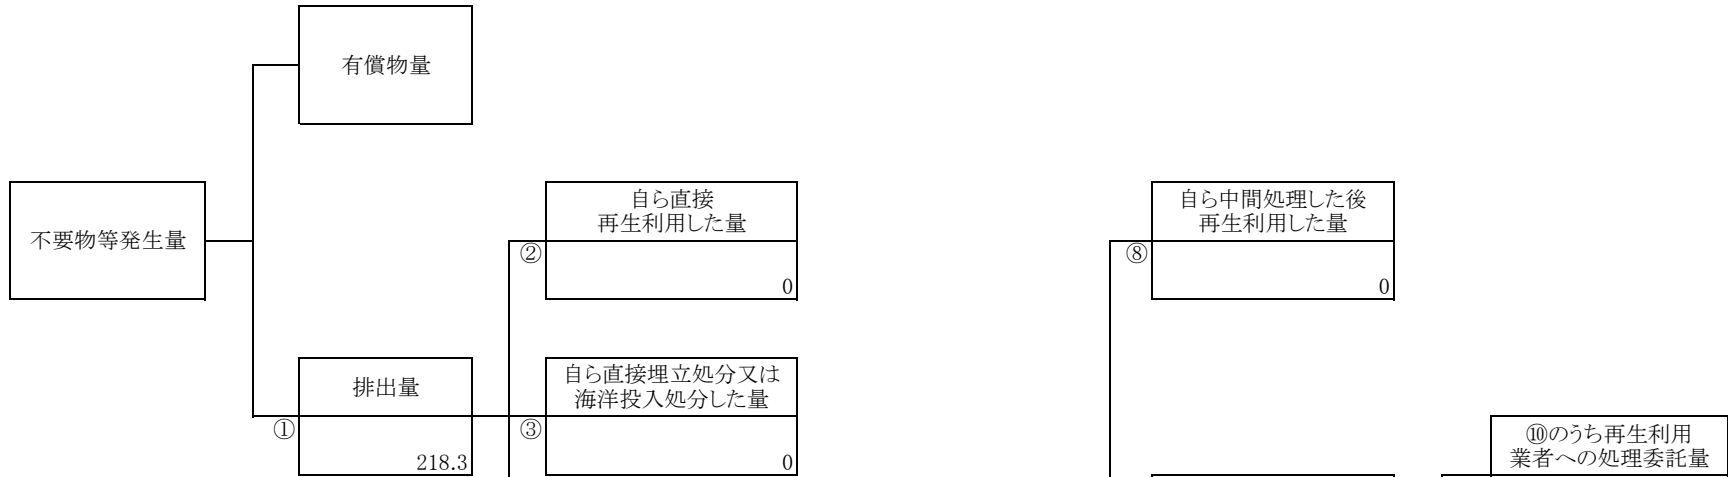 有償物量
不要物等発生量
自ら直接
再生利用した量
②
0
自ら中間処理した後
再生利用した量
⑧
0
排出量
①
218.3
自ら直接埋立処分又は
海洋投入処分した量
③
0
⑩のうち再生利用
業者への処理委託量